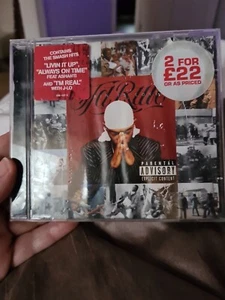 CONTAINS
THE SMASH HITS
"LIVIN' IT UP",
"ALWAYS ON TIME"
FEAT ASHANTI
AND "I'M REAL"
WITH J-LO
2 FOR
£22
OR AS PRICED
Ja Rule
PARENTAL
ADVISORY
EXPLICIT CONTENT